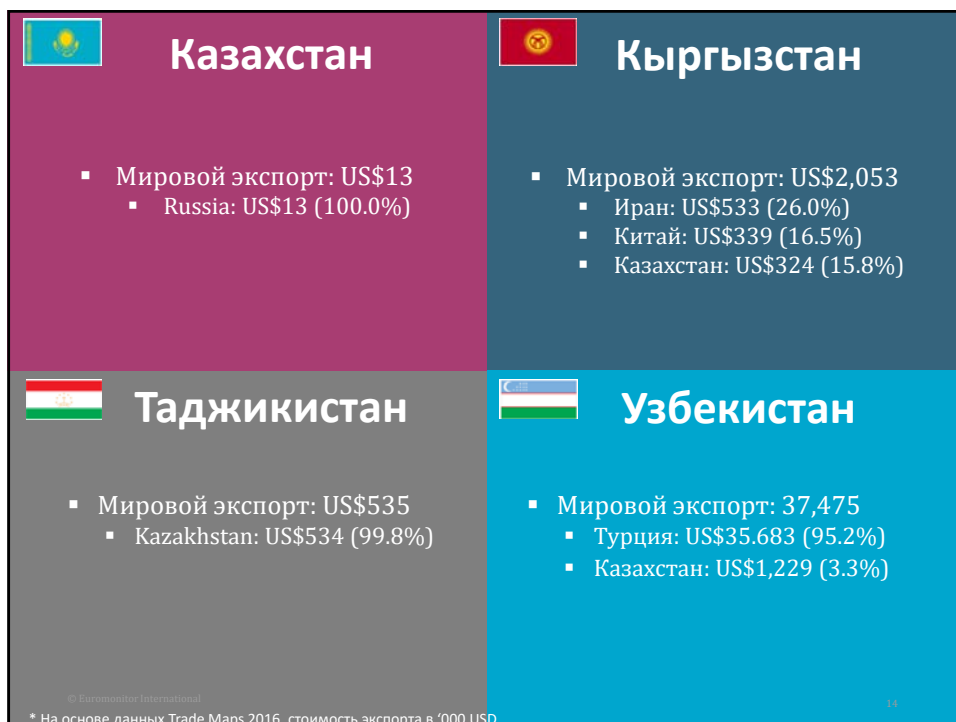 Казахстан
▪ Мировой экспорт: US$13
▪ Russia: US$13 (100.0%)
Кыргызстан
▪ Мировой экспорт: US$2,053
▪ Иран: US$533 (26.0%)
▪ Китай: US$339 (16.5%)
▪ Казахстан: US$324 (15.8%)
Таджикистан
▪ Мировой экспорт: US$535
▪ Kazakhstan: US$534 (99.8%)
Узбекистан
▪ Мировой экспорт: 37,475
▪ Турция: US$35.683 (95.2%)
▪ Казахстан: US$1,229 (3.3%)
© Euromonitor International
14
* На основе данных Trade Maps 2016, стоимость экспорта в ‘000 USD